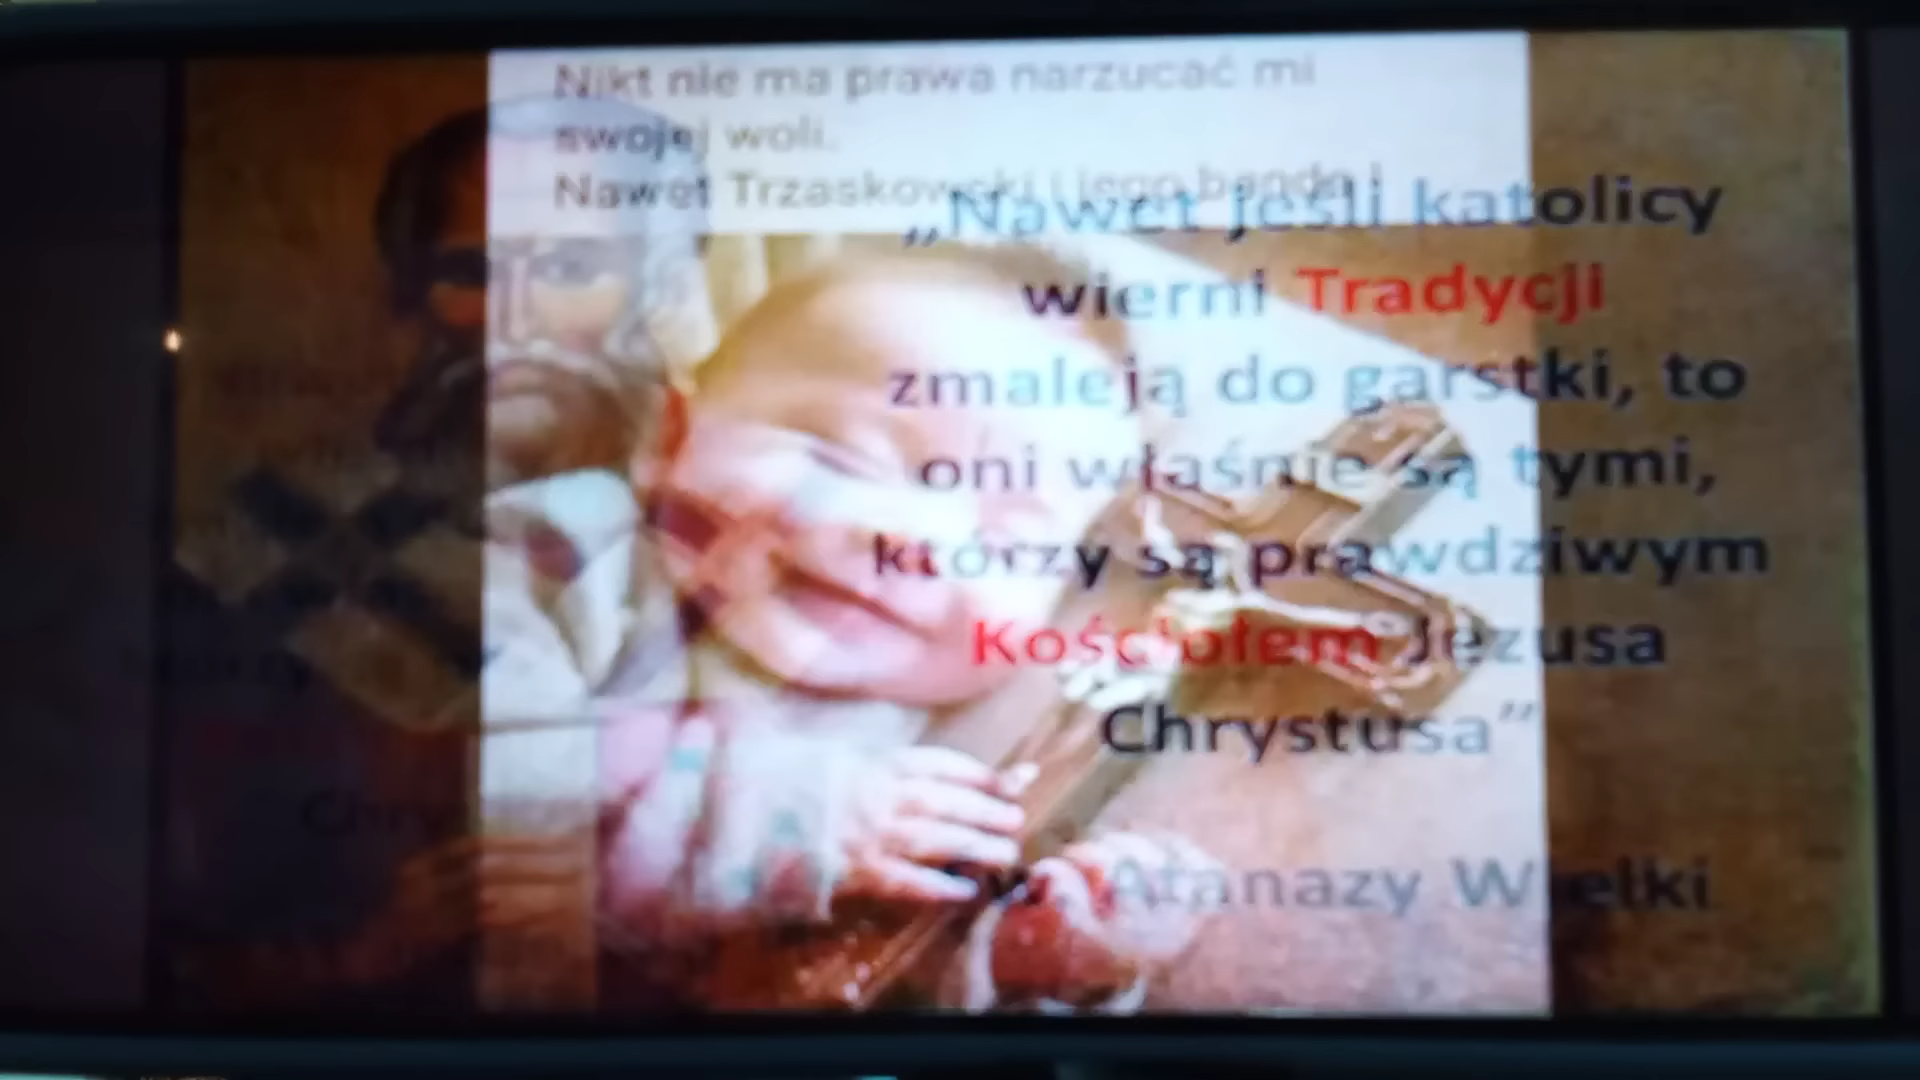 Nikt nie ma prawa narzucać mi
swojej woli.
Nawet Trzaskowski i jego banda !
„Nawet jeśli katolicy
wierni Tradycji
zmaleją do garstki, to
oni właśnie są tymi,
którzy są prawdziwym
Kościołem Jezusa
Chrystusa”
św. Atanazy Wielki